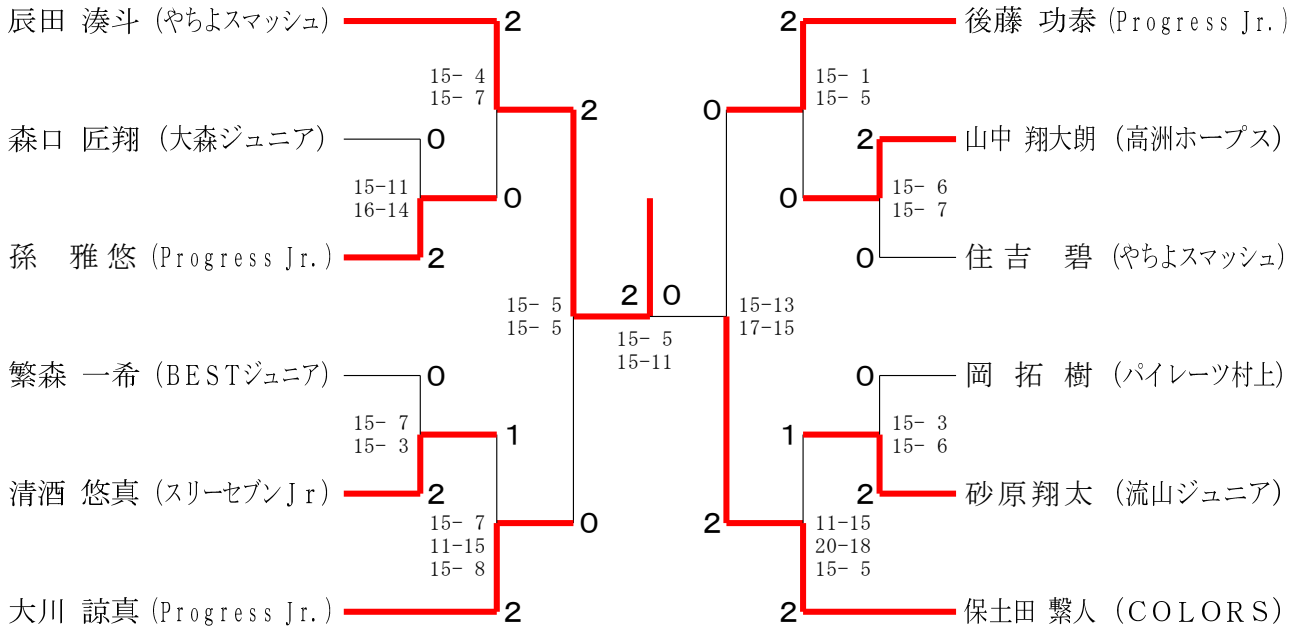 辰田 湊斗 (やちよスマッシュ) 2 2 後藤 功泰 (Progress Jr.)
15- 4 15- 1
15- 7 2 0 15- 5
森口 匠翔 (大森ジュニア) 0 2 山中 翔大朗 (高洲ホープス)
15-11 15- 6
16-14 0 0 15- 7
孫 雅悠 (Progress Jr.) 2 0 住吉 碧 (やちよスマッシュ)
15- 5 2 0 15-13
15- 5 17-15
15- 5
15-11
繁森 一希 (BESTジュニア) 0 0 岡 拓樹 (パイレーツ村上)
15- 7 15- 3
15- 3 1 1 15- 6
清酒 悠真 (スリーセブンJr) 2 2 砂原翔太 (流山ジュニア)
15- 7 0 2 11-15
11-15 20-18
15- 8 15- 5
大川 諒真 (Progress Jr.) 2 2 保土田 繋人 (COLORS)